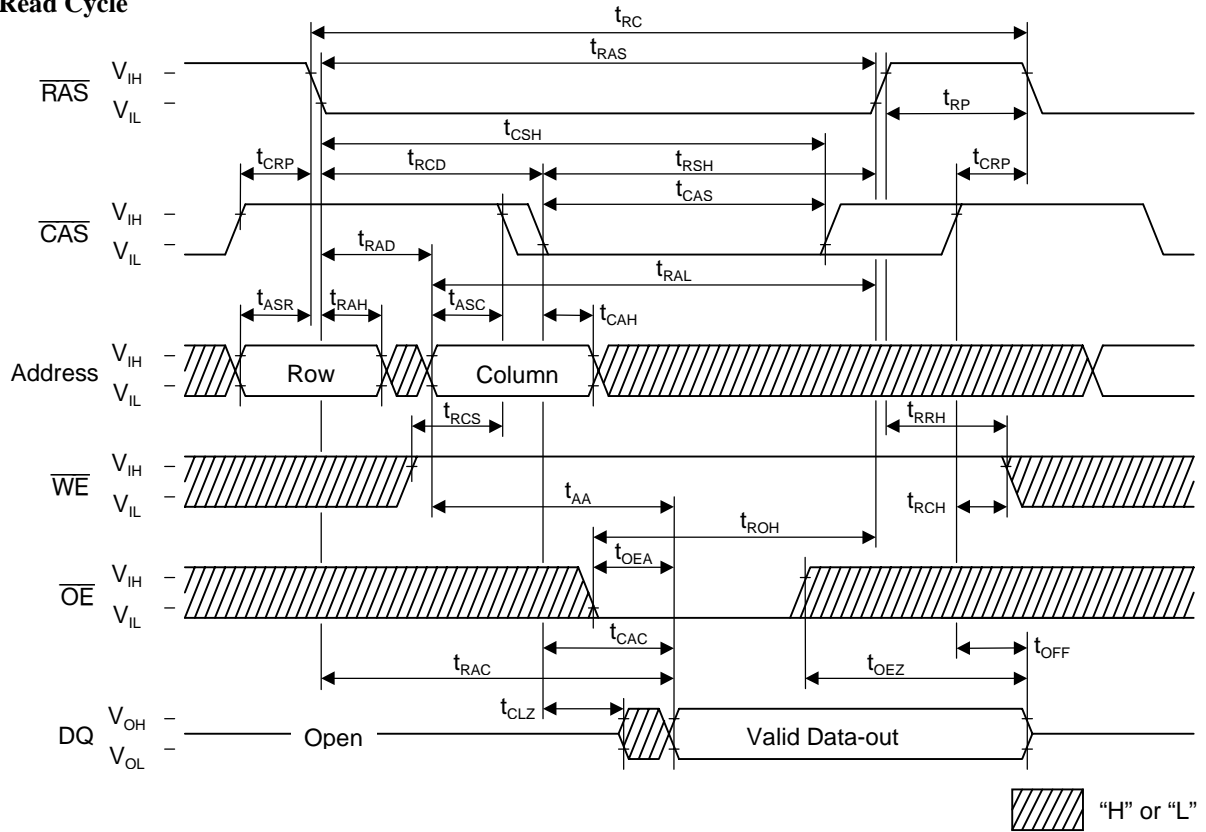 Read Cycle
tRC
tRAS
RAS
VIH
VIL
tRP
tCSH
tCRP
tRCD
tRSH
tCRP
tCAS
CAS
VIH
VIL
tRAD
tRAL
tASR
tRAH
tASC
tCAH
Address
VIH
VIL
Row
Column
tRCS
tRRH
WE
VIH
VIL
tAA
tRCH
tROH
tOEA
OE
VIH
VIL
tCAC
tOFF
tRAC
tOEZ
tCLZ
DQ
VOH
VOL
Open
Valid Data-out
“H” or “L”